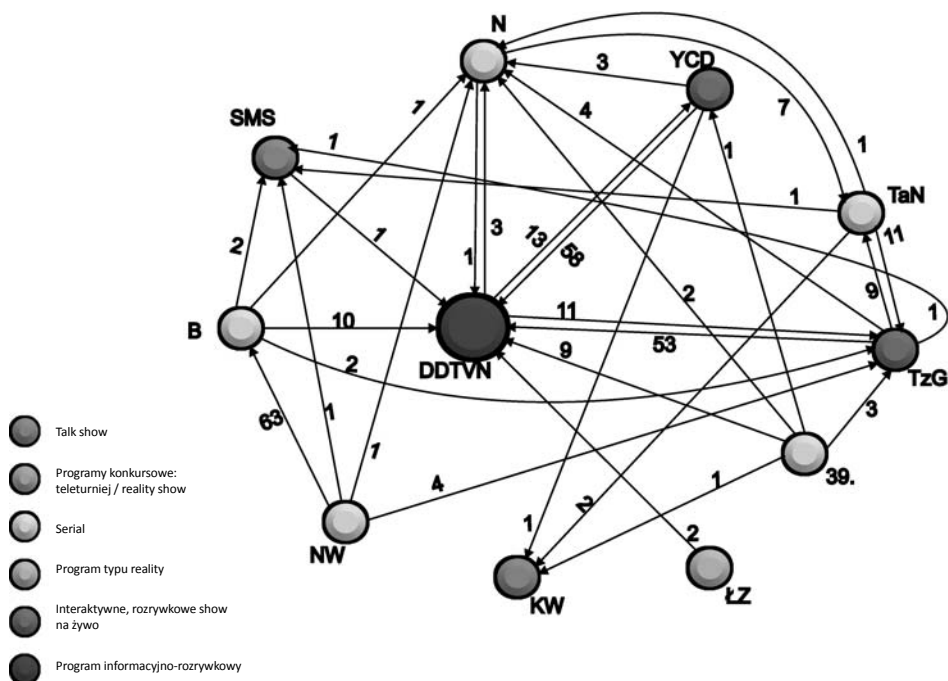 N
YCD
3
7
4
1
SMS
1
1
1
1
TaN
11
2
1
3
1
13
58
2
9
1
B
10
11
53
DDTVN
9
TzG
2
63
1
1
4
3
39.
1
2
NW
1
2
KW
ŁZ
Talk show
Programy konkursowe:
teleturniej / reality show
Serial
Program typu reality
Interaktywne, rozrywkowe show
na żywo
Program informacyjno-rozrywkowy